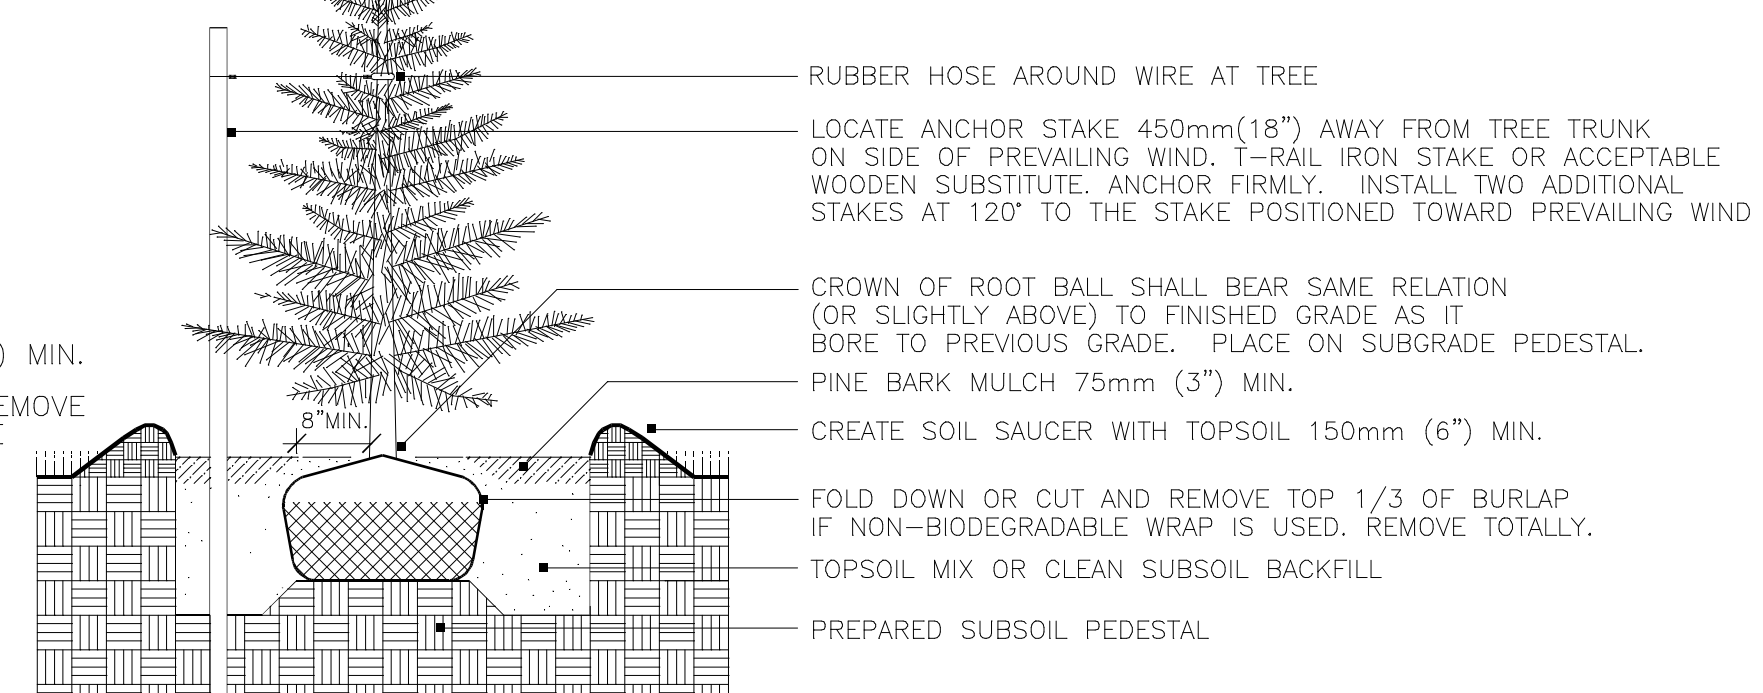 RUBBER HOSE AROUND WIRE AT TREE
LOCATE ANCHOR STAKE 450mm(18") AWAY FROM TREE TRUNK
ON SIDE OF PREVAILING WIND. T-RAIL IRON STAKE OR ACCEPTABLE
WOODEN SUBSTITUTE. ANCHOR FIRMLY. INSTALL TWO ADDITIONAL
STAKES AT 120° TO THE STAKE POSITIONED TOWARD PREVAILING WIND
CROWN OF ROOT BALL SHALL BEAR SAME RELATION
(OR SLIGHTLY ABOVE) TO FINISHED GRADE AS IT
BORE TO PREVIOUS GRADE. PLACE ON SUBGRADE PEDESTAL.
) MIN.
PINE BARK MULCH 75mm (3") MIN.
EMOVE
8"MIN.
CREATE SOIL SAUCER WITH TOPSOIL 150mm (6") MIN.
FOLD DOWN OR CUT AND REMOVE TOP 1/3 OF BURLAP
IF NON-BIODEGRADABLE WRAP IS USED. REMOVE TOTALLY.
TOPSOIL MIX OR CLEAN SUBSOIL BACKFILL
PREPARED SUBSOIL PEDESTAL